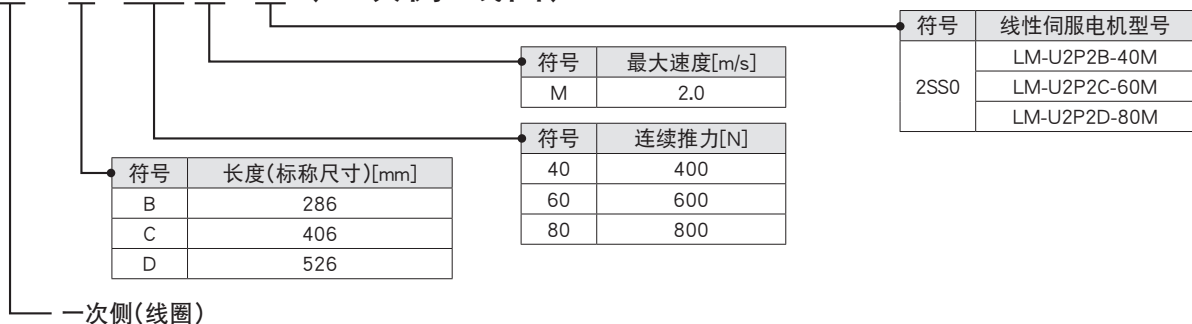 符号 线性伺服电机型号
2SS0
LM-U2P2B-40M
LM-U2P2C-60M
LM-U2P2D-80M
符号 最大速度[m/s]
M 2.0
符号 连续推力[N]
40 400
60 600
80 800
符号 长度(标称尺寸)[mm]
B 286
C 406
D 526
一次侧(线圈)